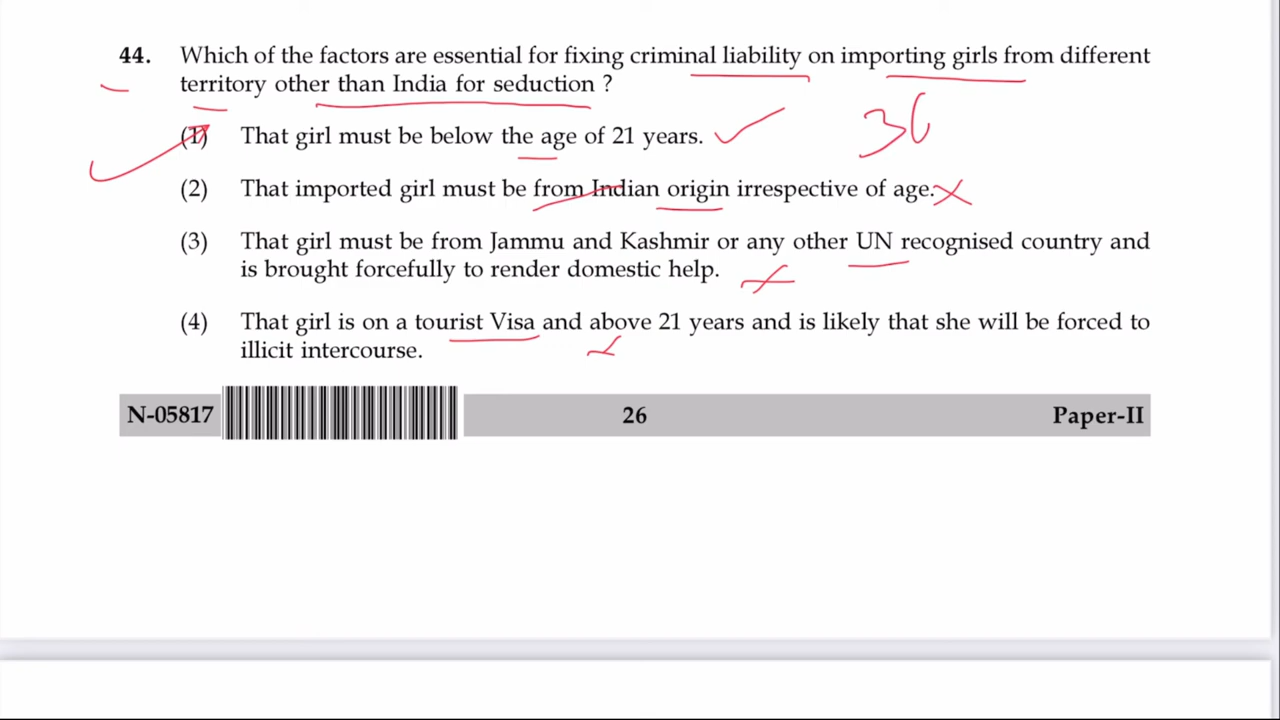 44. Which of the factors are essential for fixing criminal liability on importing girls from different
territory other than India for seduction ?
(1) That girl must be below the age of 21 years.
36
(2) That imported girl must be from Indian origin irrespective of age.
(3) That girl must be from Jammu and Kashmir or any other UN recognised country and
is brought forcefully to render domestic help.
(4) That girl is on a tourist Visa and above 21 years and is likely that she will be forced to
illicit intercourse.
N-05817 26 Paper-II